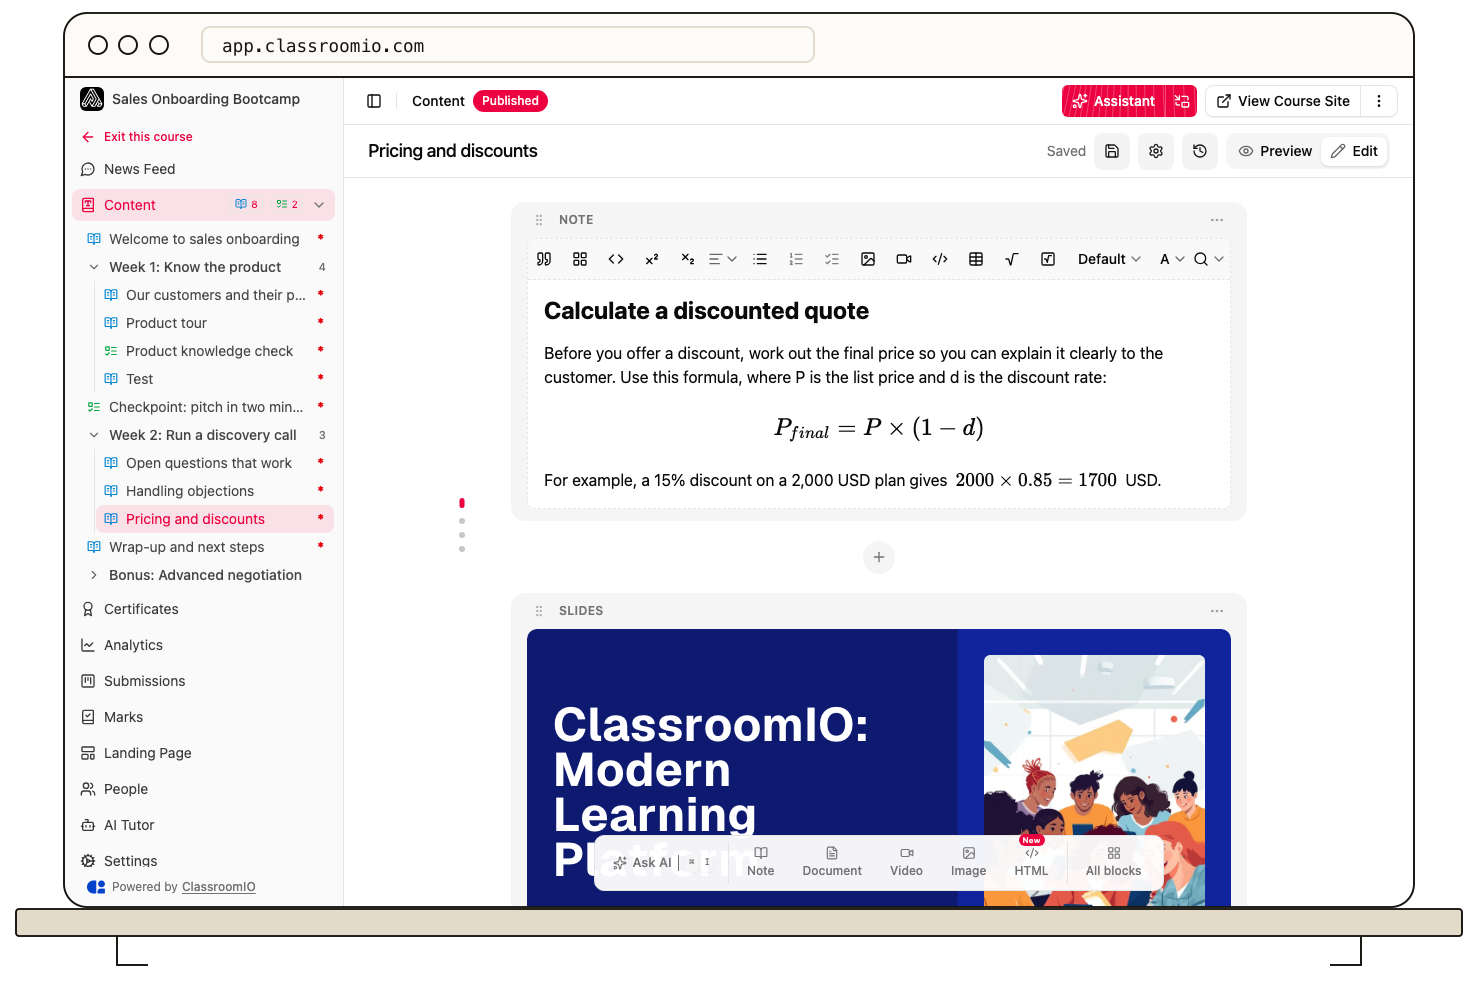 app.classroomio.com
Sales Onboarding Bootcamp
Exit this course
News Feed
Content 8 2
Welcome to sales onboarding *
Week 1: Know the product 4
Our customers and their p... *
Product tour *
Product knowledge check *
Test *
Checkpoint: pitch in two min... *
Week 2: Run a discovery call 3
Open questions that work *
Handling objections *
Pricing and discounts *
Wrap-up and next steps *
Bonus: Advanced negotiation
Certificates
Analytics
Submissions
Marks
Landing Page
People
AI Tutor
Settings
Powered by ClassroomIO
Content Published
Assistant
View Course Site
Pricing and discounts
Saved
Preview
Edit
NOTE
Default
A
Calculate a discounted quote
Before you offer a discount, work out the final price so you can explain it clearly to the
customer. Use this formula, where P is the list price and d is the discount rate:
P_final = P × (1 − d)
For example, a 15% discount on a 2,000 USD plan gives 2000 × 0.85 = 1700 USD.
SLIDES
ClassroomIO:
Modern
Learning
Platform
Ask AI ⌘ I
Note
Document
Video
Image
New
HTML
All blocks